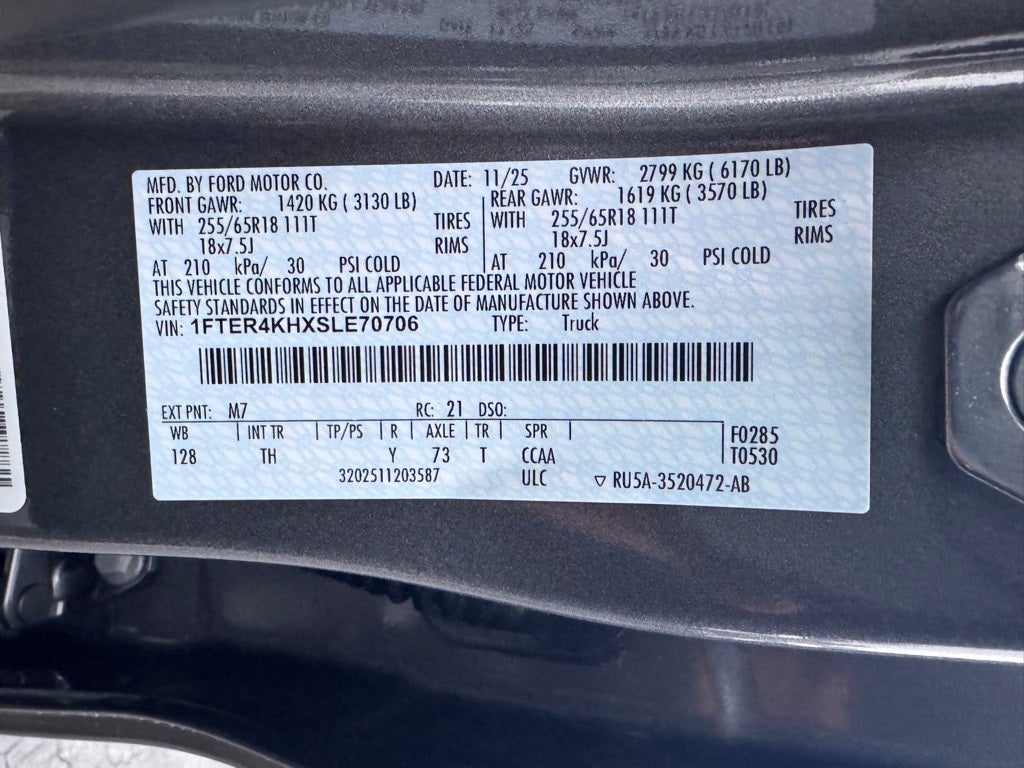 MFD. BY FORD MOTOR CO. DATE: 11/25 GVWR: 2799 KG ( 6170 LB)
FRONT GAWR: 1420 KG ( 3130 LB) REAR GAWR: 1619 KG ( 3570 LB)
WITH 255/65R18 111T TIRES WITH 255/65R18 111T TIRES
18x7.5J RIMS 18x7.5J RIMS
AT 210 kPa/ 30 PSI COLD AT 210 kPa/ 30 PSI COLD
THIS VEHICLE CONFORMS TO ALL APPLICABLE FEDERAL MOTOR VEHICLE
SAFETY STANDARDS IN EFFECT ON THE DATE OF MANUFACTURE SHOWN ABOVE.
VIN: 1FTER4KHXSLE70706 TYPE: Truck
EXT PNT: M7 RC: 21 DSO:
WB INT TR TP/PS R AXLE TR SPR F0285
128 TH Y 73 T CCAA T0530
3202511203587 ULC ▽ RU5A-3520472-AB